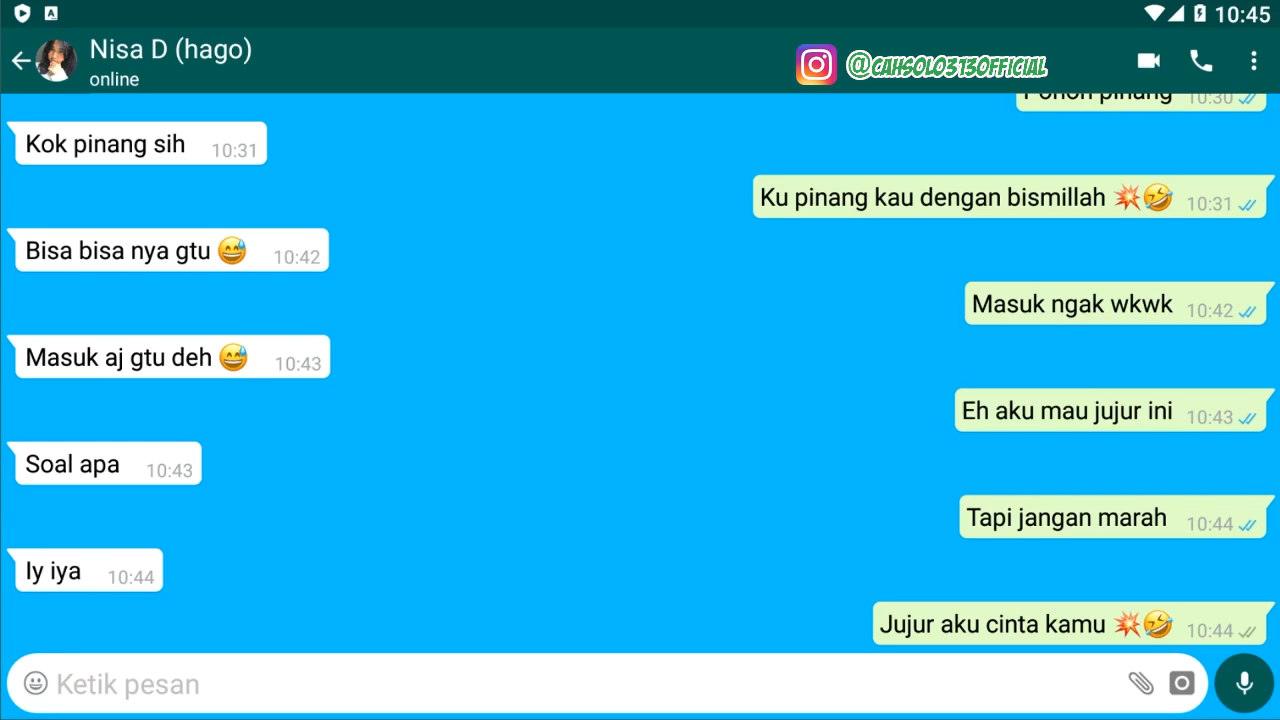 10:45
Nisa D (hago)
online
@CAHSOLO313OFFICIAL
pinang 10:30
Kok pinang sih 10:31
Ku pinang kau dengan bismillah 💥🤣 10:31
Bisa bisa nya gtu 😅 10:42
Masuk ngak wkwk 10:42
Masuk aj gtu deh 😅 10:43
Eh aku mau jujur ini 10:43
Soal apa 10:43
Tapi jangan marah 10:44
Iy iya 10:44
Jujur aku cinta kamu 💥🤣 10:44
Ketik pesan